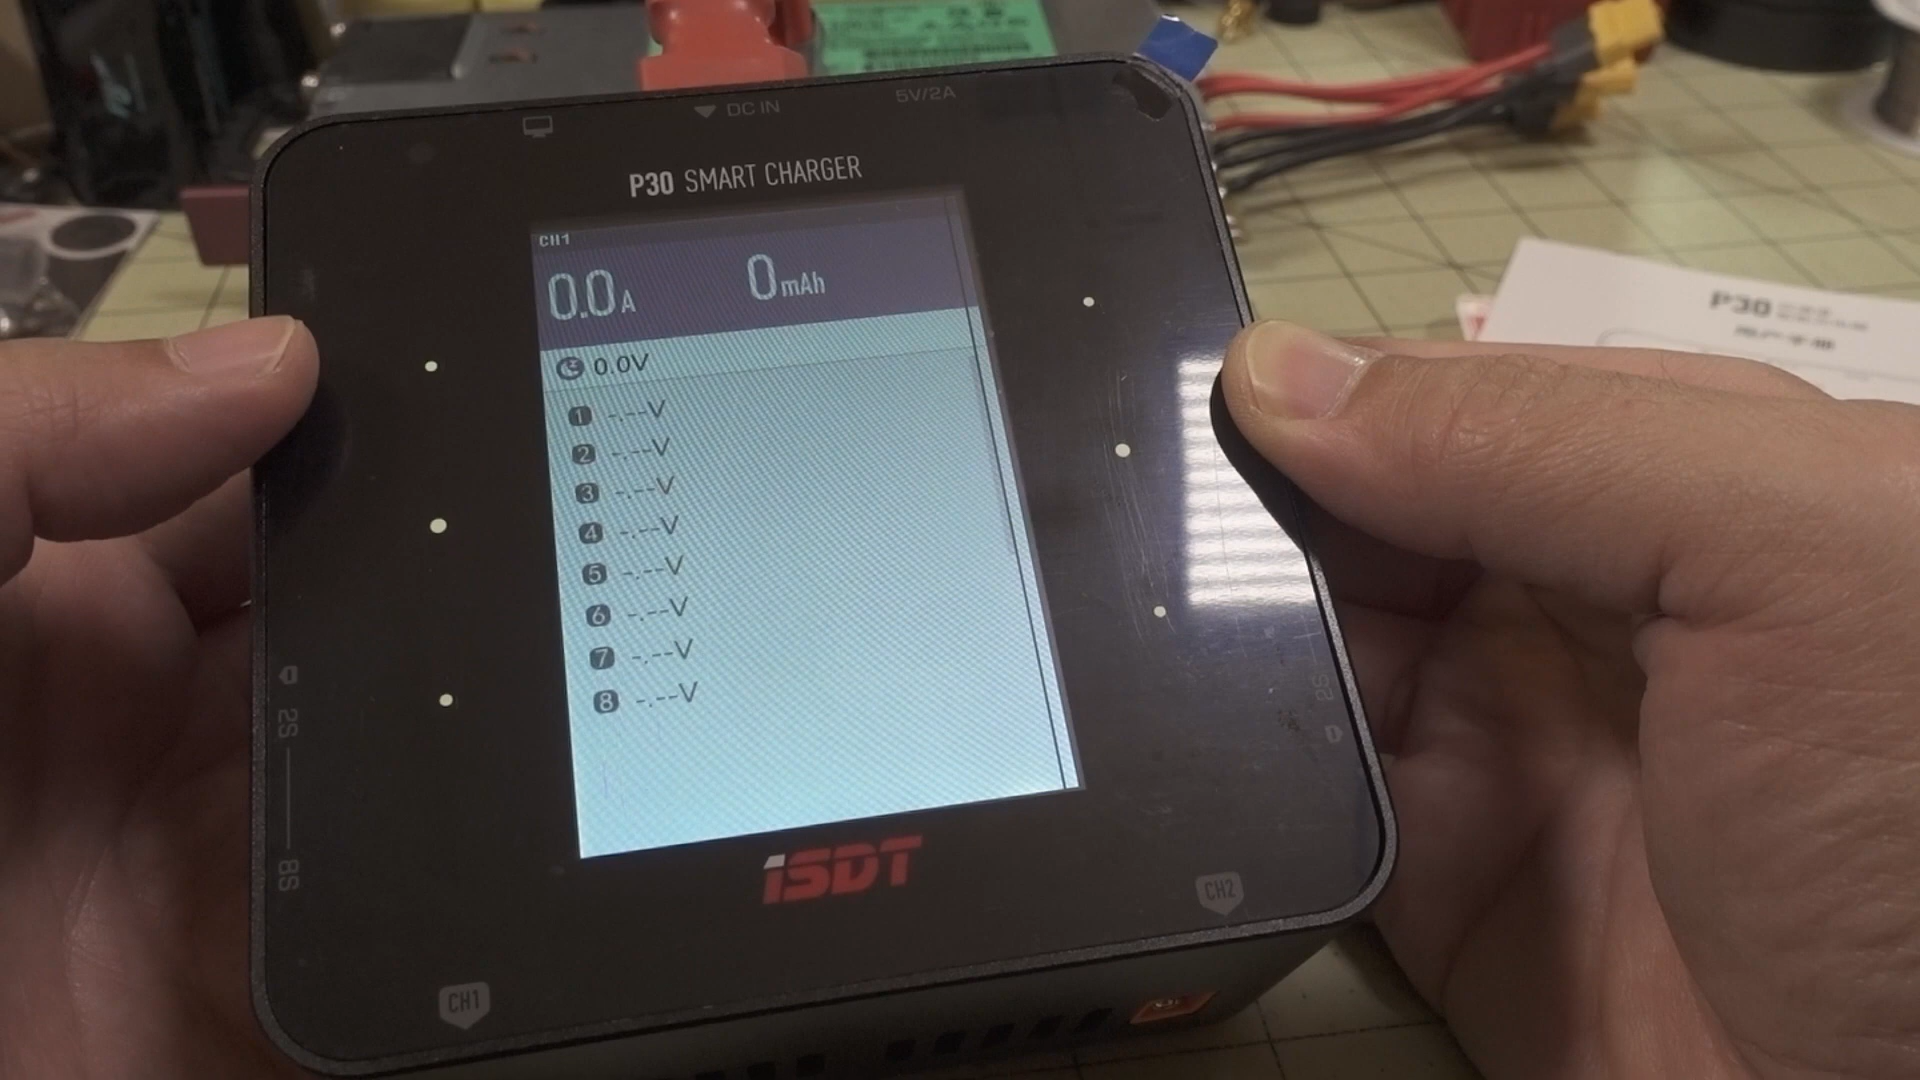 DC IN
5V/2A
P30 SMART CHARGER
CH1
0.0A
0mAh
0.0V
1 -.--V
2 -.--V
3 -.--V
4 -.--V
5 -.--V
6 -.--V
7 -.--V
8 -.--V
2S
8S
iSDT
CH1
CH2
P30